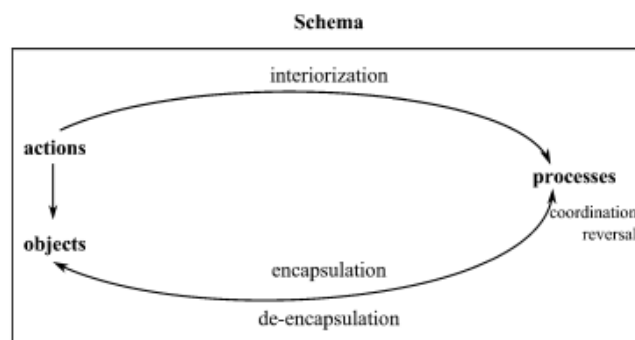 Schema
interiorization
actions
processes
coordination
reversal
objects
encapsulation
de-encapsulation